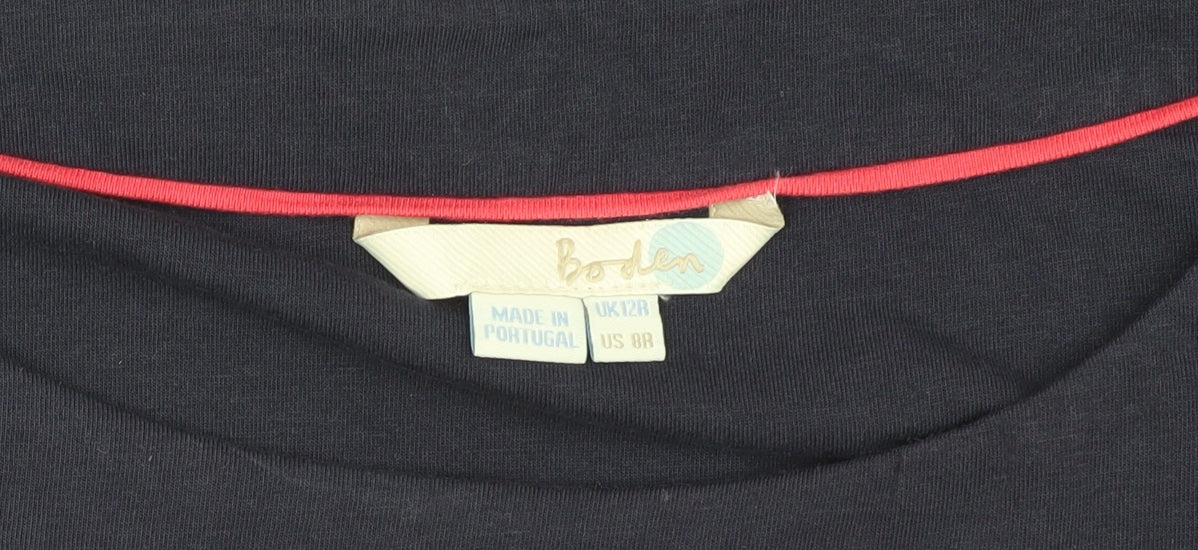 Boden
MADE IN
PORTUGAL
UK12R
US 8R